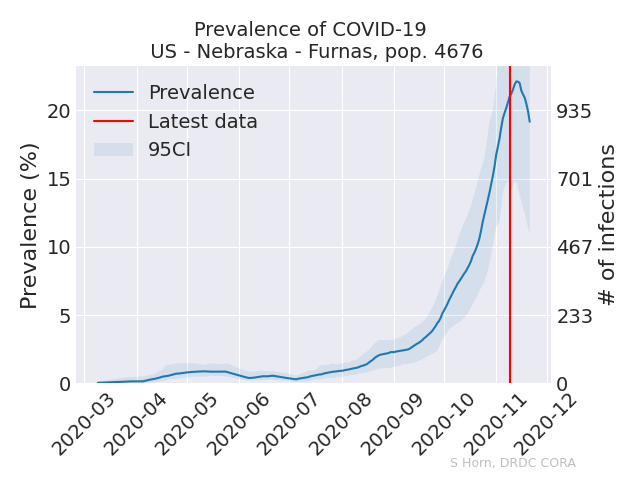 Prevalence of COVID-19
US - Nebraska - Furnas, pop. 4676
Prevalence
Latest data
95CI
Prevalence (%)
20
15
10
5
0
935
701
467
233
0
# of infections
2020-03
2020-04
2020-05
2020-06
2020-07
2020-08
2020-09
2020-10
2020-11
2020-12
S Horn, DRDC CORA